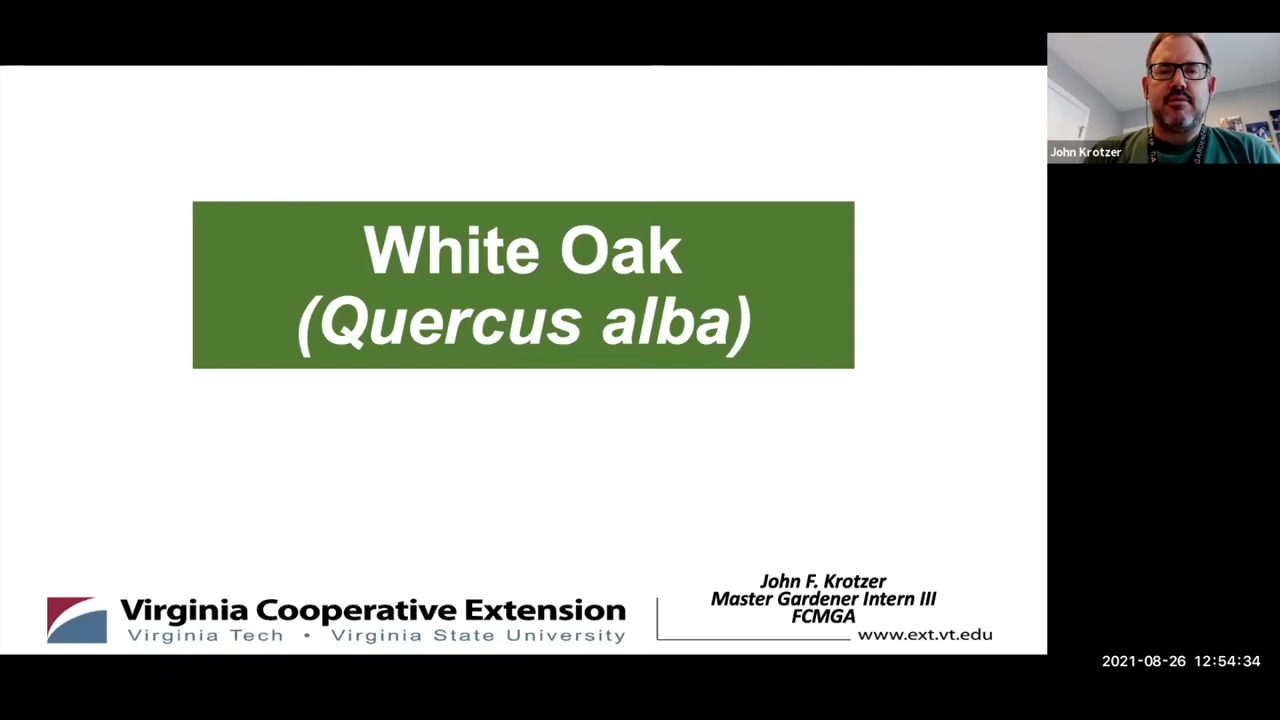 White Oak
(Quercus alba)
John Krotzer
John F. Krotzer
Master Gardener Intern III
FCMGA
Virginia Cooperative Extension
Virginia Tech • Virginia State University
www.ext.vt.edu
2021-08-26 12:54:34